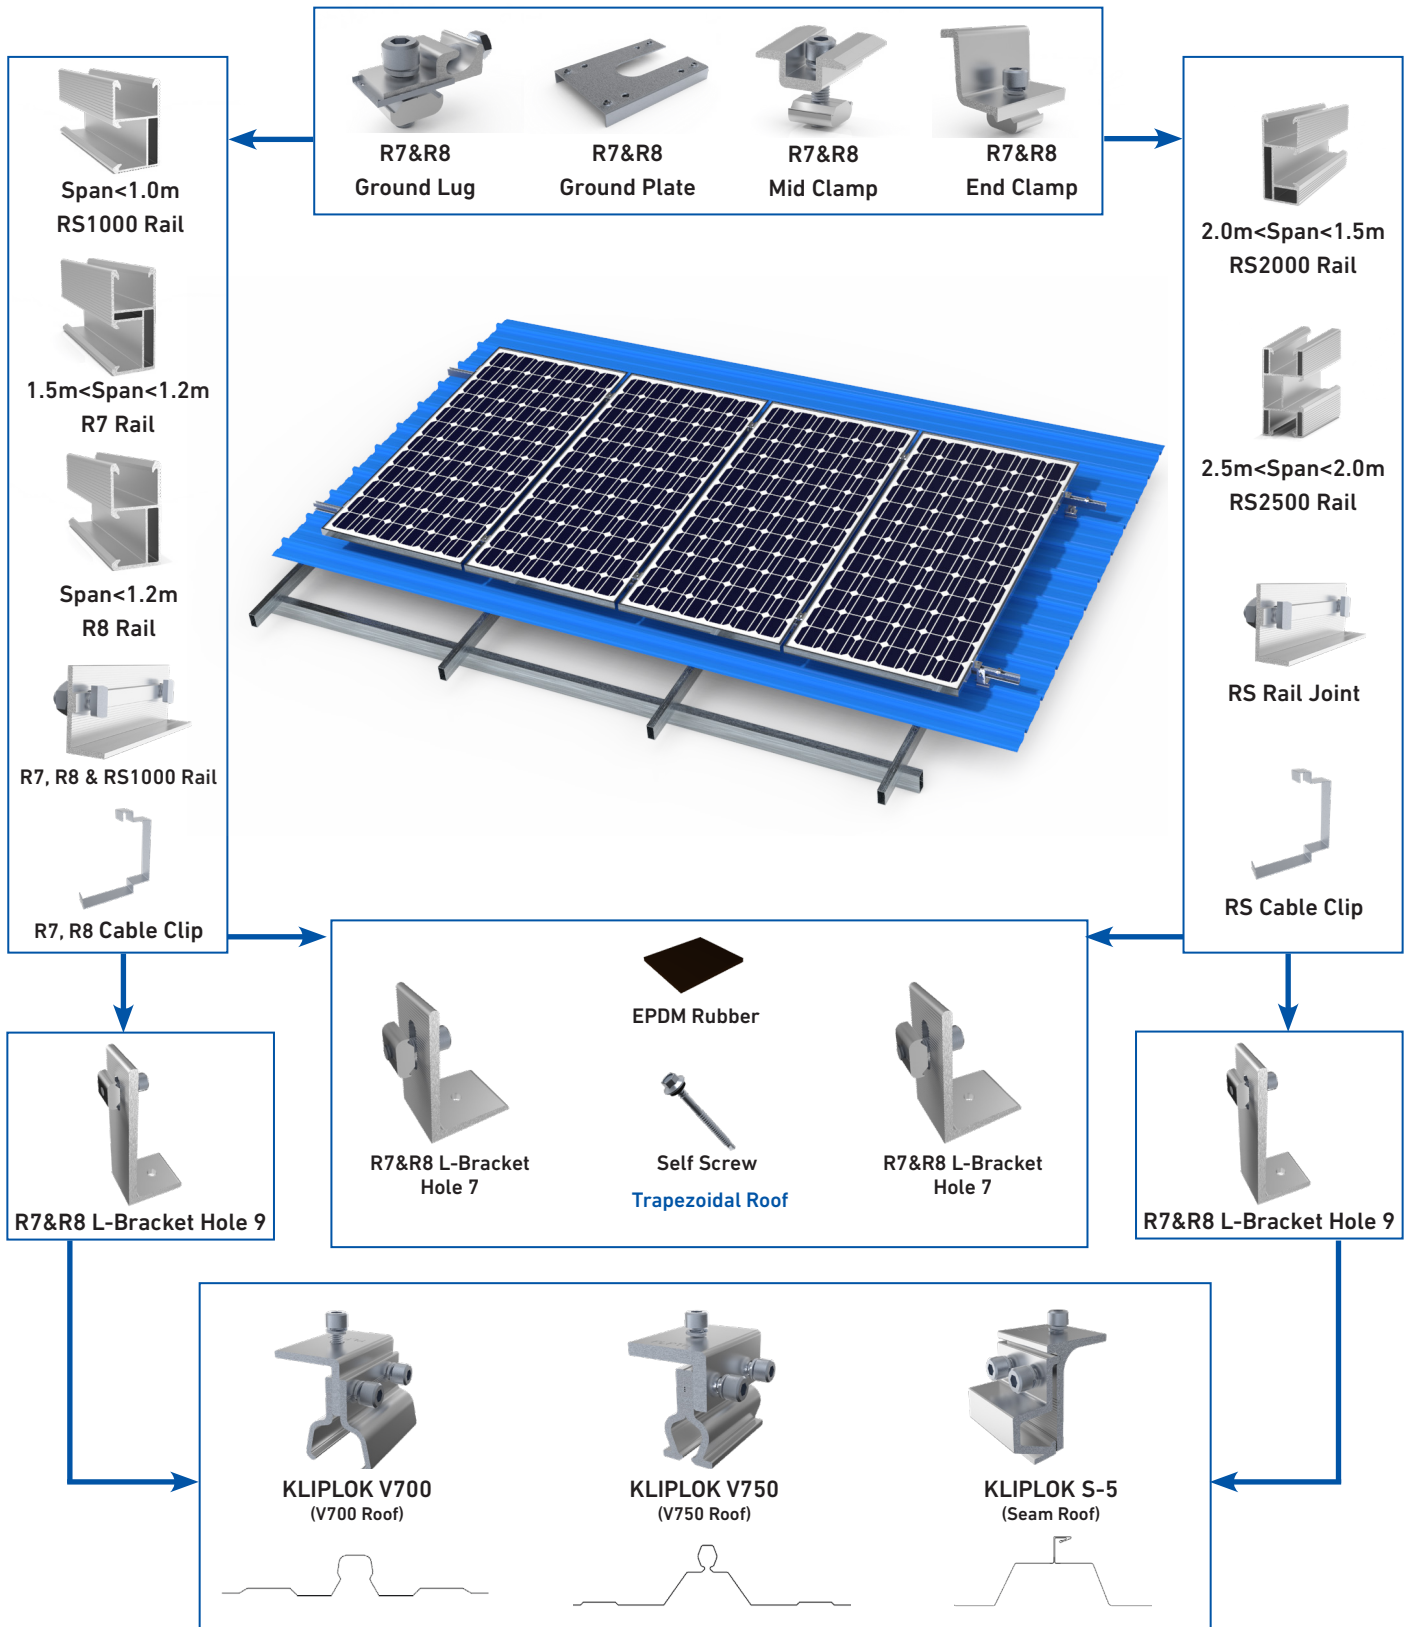 R7&R8
Ground Lug
R7&R8
Ground Plate
R7&R8
Mid Clamp
R7&R8
End Clamp
Span<1.0m
RS1000 Rail
1.5m<Span<1.2m
R7 Rail
Span<1.2m
R8 Rail
R7, R8 & RS1000 Rail
R7, R8 Cable Clip
2.0m<Span<1.5m
RS2000 Rail
2.5m<Span<2.0m
RS2500 Rail
RS Rail Joint
RS Cable Clip
EPDM Rubber
R7&R8 L-Bracket
Hole 7
Self Screw
Trapezoidal Roof
R7&R8 L-Bracket
Hole 7
R7&R8 L-Bracket Hole 9
R7&R8 L-Bracket Hole 9
KLIPLOK V700
(V700 Roof)
KLIPLOK V750
(V750 Roof)
KLIPLOK S-5
(Seam Roof)